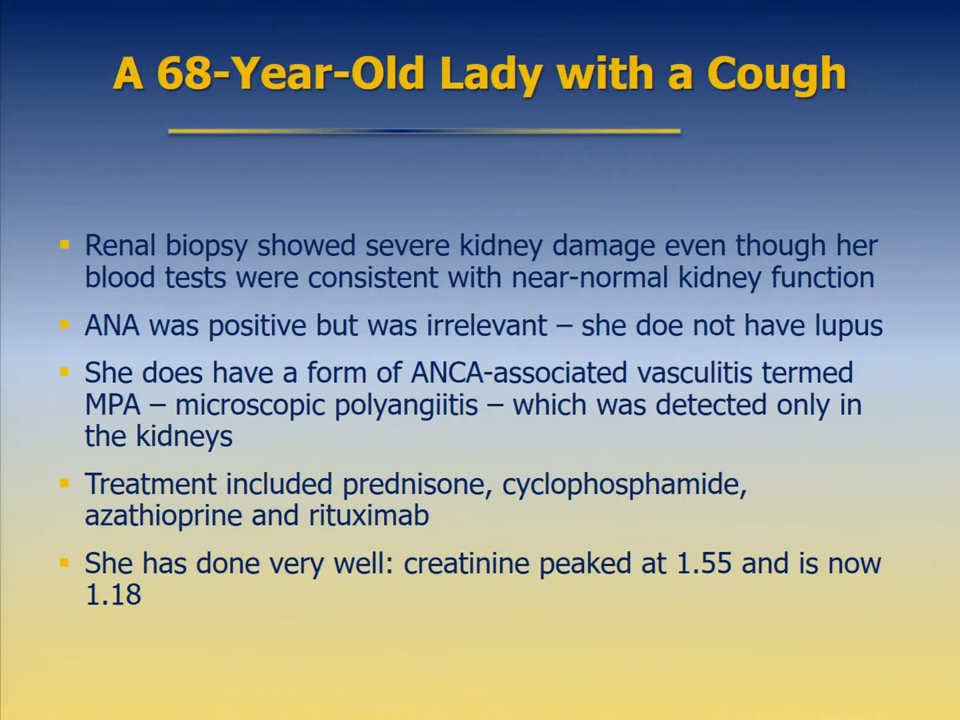 A 68-Year-Old Lady with a Cough
Renal biopsy showed severe kidney damage even though her
blood tests were consistent with near-normal kidney function
ANA was positive but was irrelevant – she doe not have lupus
She does have a form of ANCA-associated vasculitis termed
MPA – microscopic polyangiitis – which was detected only in
the kidneys
Treatment included prednisone, cyclophosphamide,
azathioprine and rituximab
She has done very well: creatinine peaked at 1.55 and is now
1.18